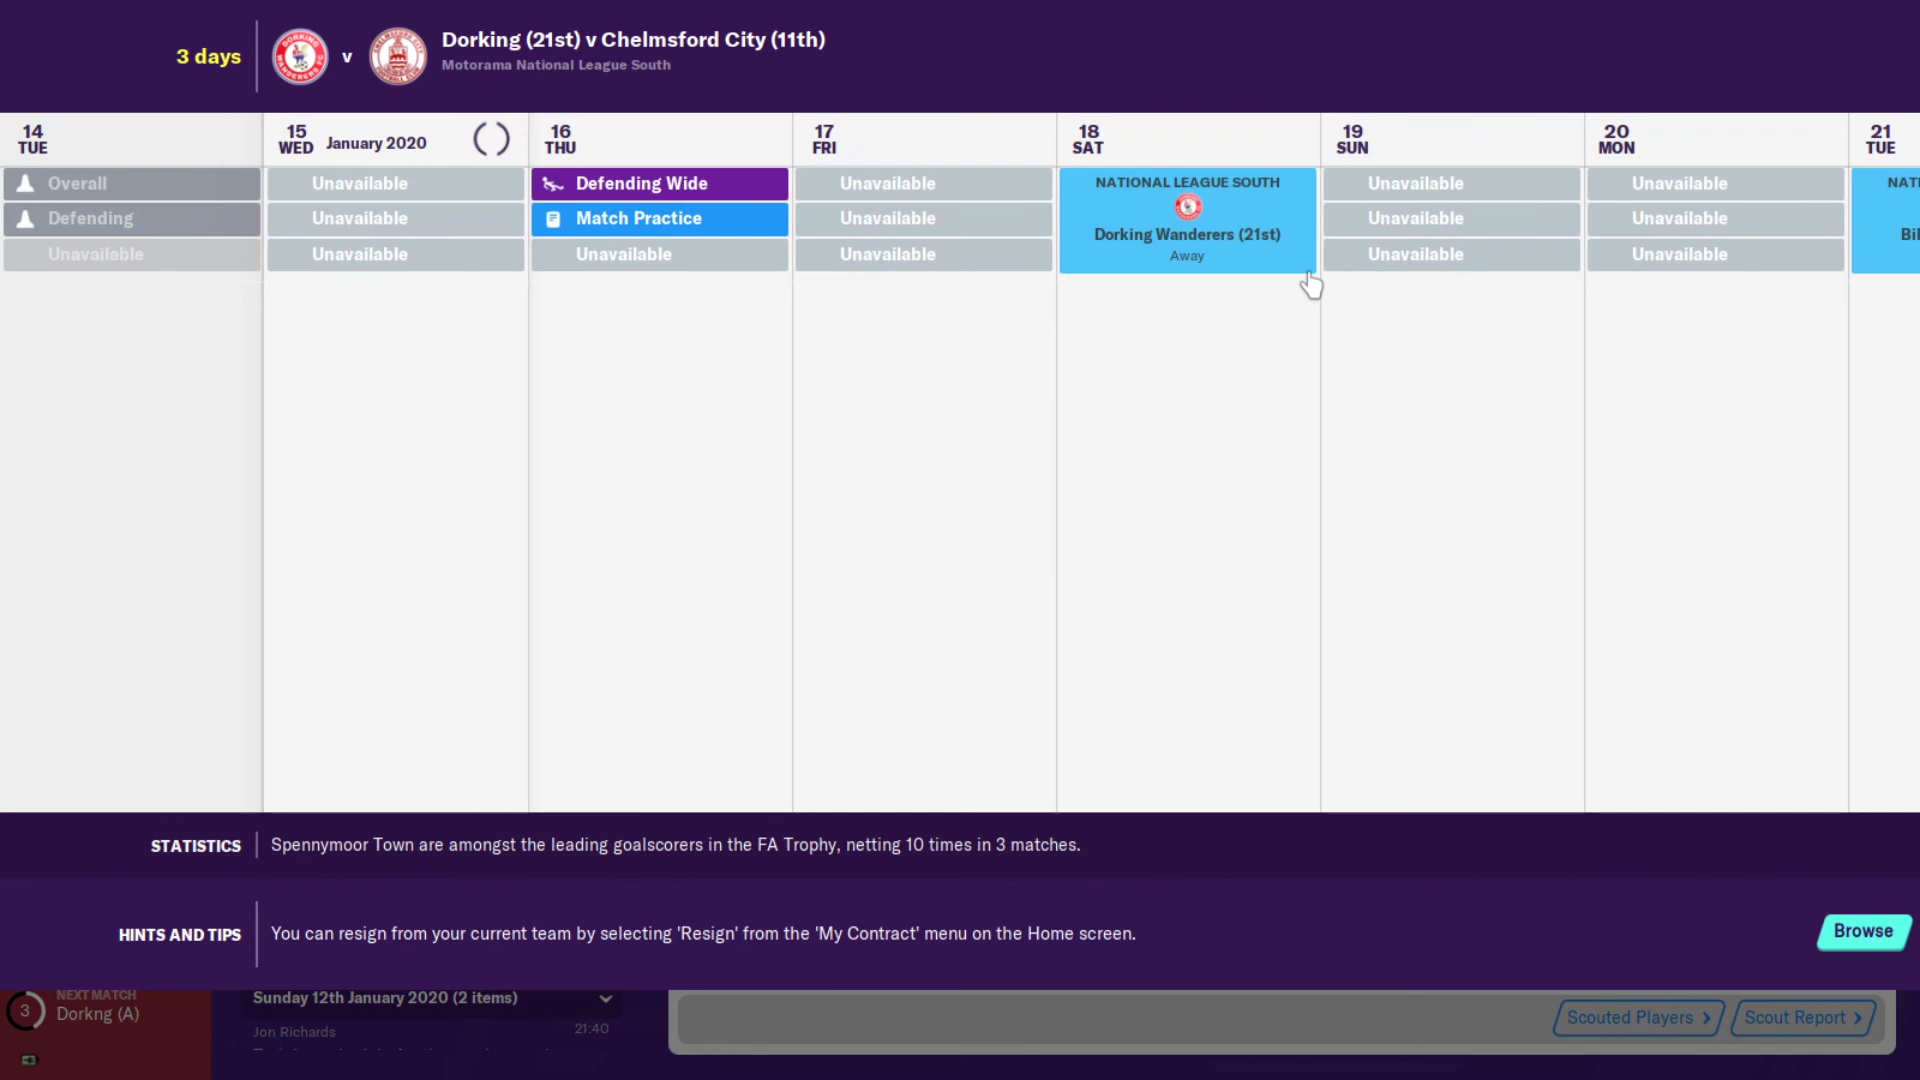 3 days
v
Dorking (21st) v Chelmsford City (11th)
Motorama National League South
14
TUE
15
WED
January 2020
16
THU
17
FRI
18
SAT
19
SUN
20
MON
21
TUE
Overall
Defending
Unavailable
Unavailable
Unavailable
Unavailable
Defending Wide
Match Practice
Unavailable
Unavailable
Unavailable
Unavailable
NATIONAL LEAGUE SOUTH
Dorking Wanderers (21st)
Away
Unavailable
Unavailable
Unavailable
Unavailable
Unavailable
Unavailable
NATI
Bil
STATISTICS
Spennymoor Town are amongst the leading goalscorers in the FA Trophy, netting 10 times in 3 matches.
HINTS AND TIPS
You can resign from your current team by selecting 'Resign' from the 'My Contract' menu on the Home screen.
Browse
3
NEXT MATCH
Dorkng (A)
Sunday 12th January 2020 (2 items)
Jon Richards
21:40
Scouted Players
Scout Report